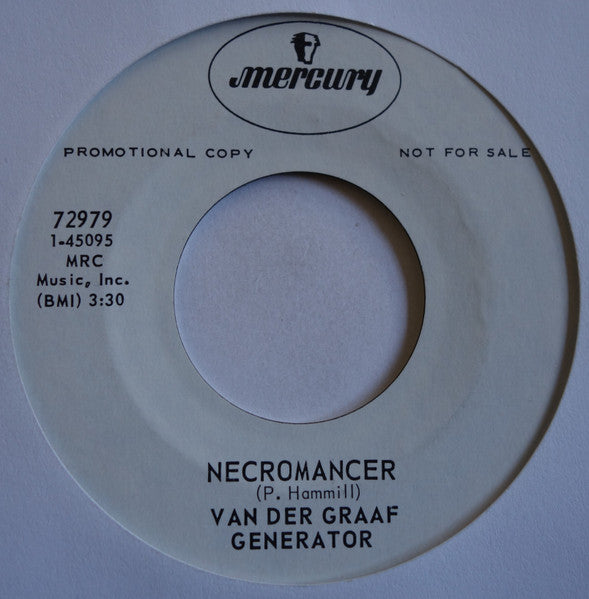 mercury
PROMOTIONAL COPY NOT FOR SALE
72979
1-45095
MRC
Music, Inc.
(BMI) 3:30
NECROMANCER
(P. Hammill)
VAN DER GRAAF
GENERATOR